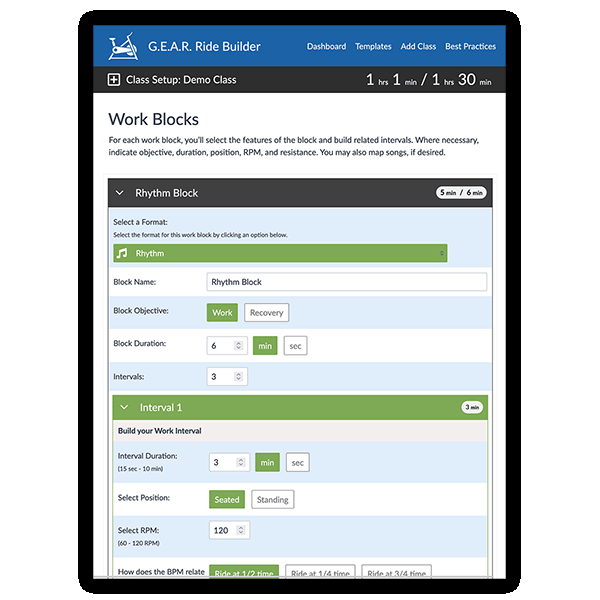 G.E.A.R. Ride Builder
Dashboard Templates Add Class Best Practices
Class Setup: Demo Class
1 hrs 1 min / 1 hrs 30 min
Work Blocks
For each work block, you'll select the features of the block and build related intervals. Where necessary,
indicate objective, duration, position, RPM, and resistance. You may also map songs, if desired.
Rhythm Block
5 min / 6 min
Select a Format:
Select the format for this work block by clicking an option below.
Rhythm
Block Name: Rhythm Block
Block Objective: Work Recovery
Block Duration: 6 min sec
Intervals: 3
Interval 1
3 min
Build your Work Interval
Interval Duration: 3 min sec
(15 sec - 10 min)
Select Position: Seated Standing
Select RPM: 120
(60 - 120 RPM)
How does the BPM relate Ride at 1/2 time Ride at 1/4 time Ride at 3/4 time